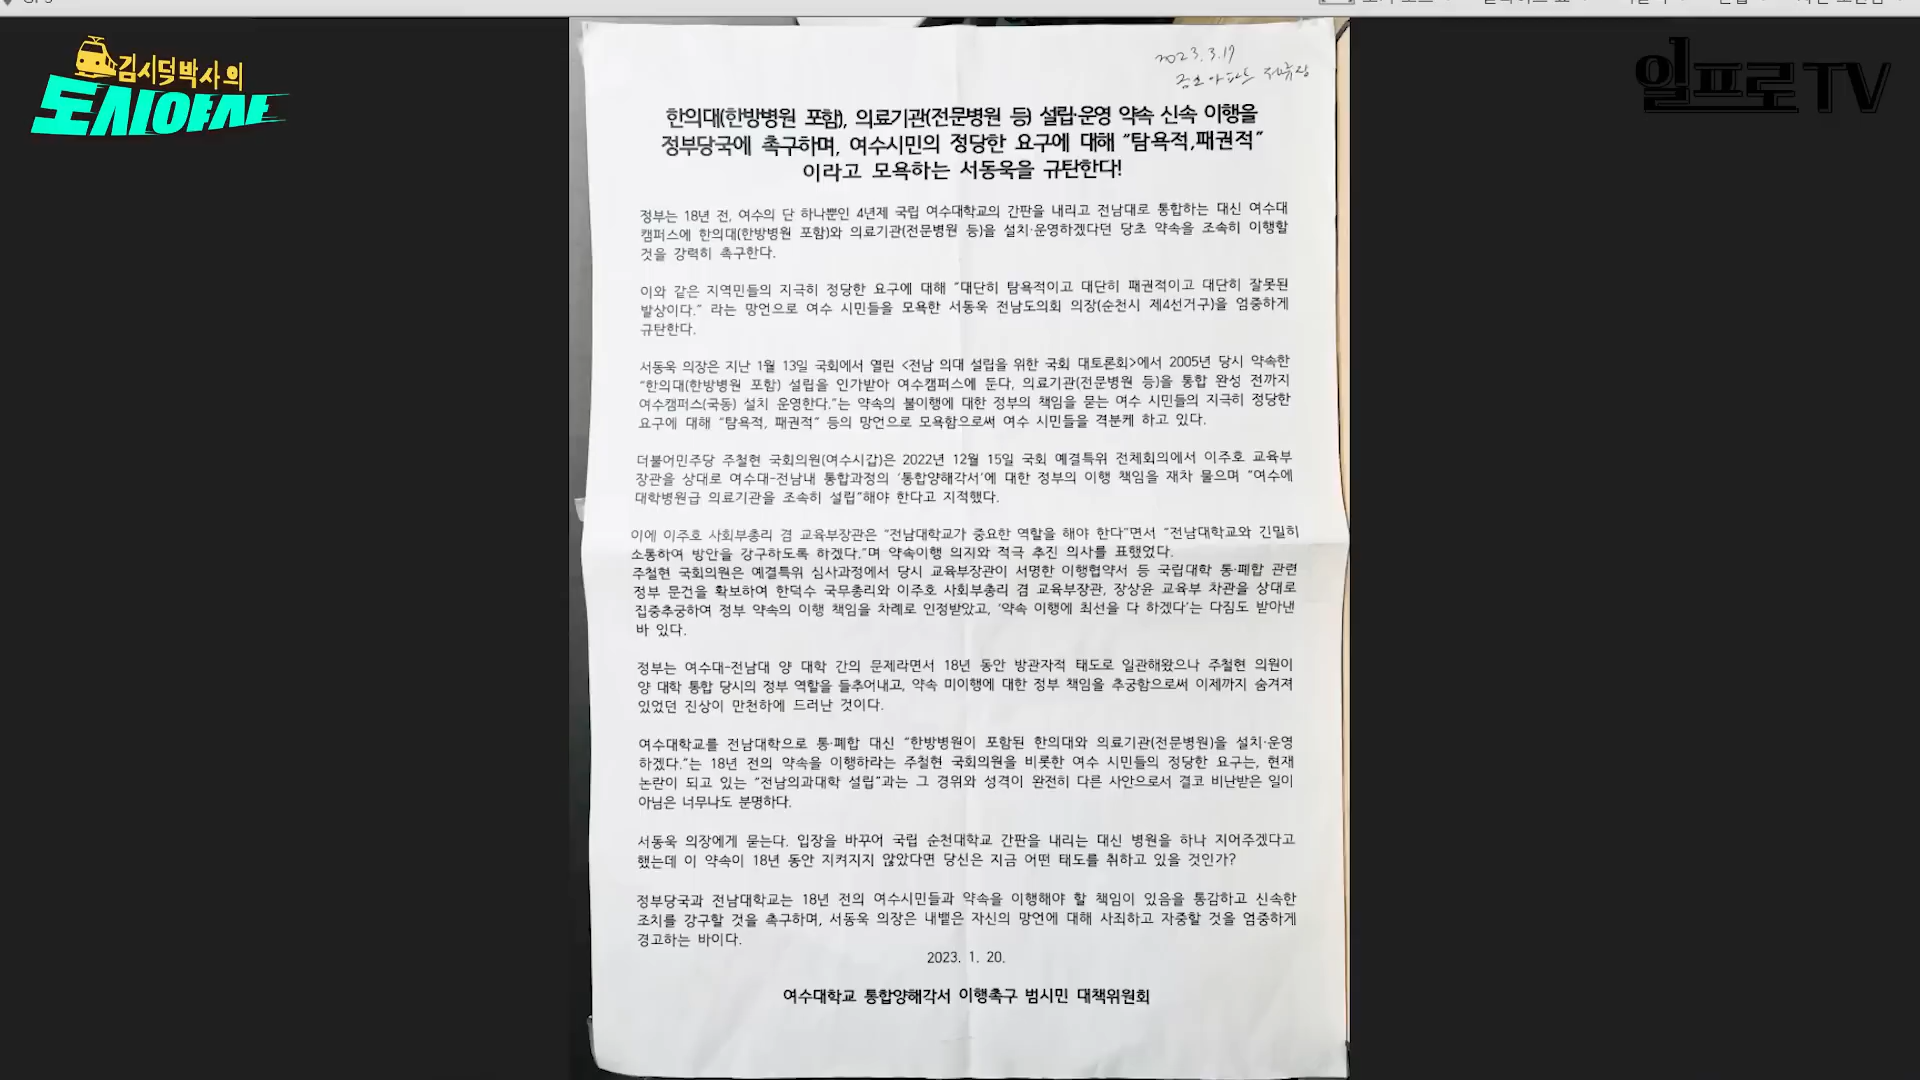 김시덕박사의
도시야사
일프로TV
2023.3.19
금호아파트 정류장
한의대(한방병원 포함), 의료기관(전문병원 등) 설립·운영 약속 신속 이행을
정부당국에 촉구하며, 여수시민의 정당한 요구에 대해 “탐욕적,패권적”
이라고 모욕하는 서동욱을 규탄한다!
정부는 18년 전, 여수의 단 하나뿐인 4년제 국립 여수대학교의 간판을 내리고 전남대로 통합하는 대신 여수대
캠퍼스에 한의대(한방병원 포함)와 의료기관(전문병원 등)을 설치·운영하겠다던 당초 약속을 조속히 이행할
것을 강력히 촉구한다.
이와 같은 지역민들의 지극히 정당한 요구에 대해 “대단히 탐욕적이고 대단히 패권적이고 대단히 잘못된
발상이다.” 라는 망언으로 여수 시민들을 모욕한 서동욱 전남도의회 의장(순천시 제4선거구)을 엄중하게
규탄한다.
서동욱 의장은 지난 1월 13일 국회에서 열린 <전남 의대 설립을 위한 국회 대토론회>에서 2005년 당시 약속한
“한의대(한방병원 포함) 설립을 인가받아 여수캠퍼스에 둔다, 의료기관(전문병원 등)을 통합 완성 전까지
여수캠퍼스(국동) 설치 운영한다.”는 약속의 불이행에 대한 정부의 책임을 묻는 여수 시민들의 지극히 정당한
요구에 대해 “탐욕적, 패권적” 등의 망언으로 모욕함으로써 여수 시민들을 격분케 하고 있다.
더불어민주당 주철현 국회의원(여수시갑)은 2022년 12월 15일 국회 예결특위 전체회의에서 이주호 교육부
장관을 상대로 여수대-전남내 통합과정의 ‘통합양해각서’에 대한 정부의 이행 책임을 재차 물으며 “여수에
대학병원급 의료기관을 조속히 설립”해야 한다고 지적했다.
이에 이주호 사회부총리 겸 교육부장관은 “전남대학교가 중요한 역할을 해야 한다”면서 “전남대학교와 긴밀히
소통하여 방안을 강구하도록 하겠다.”며 약속이행 의지와 적극 추진 의사를 표했었다.
주철현 국회의원은 예결특위 심사과정에서 당시 교육부장관이 서명한 이행협약서 등 국립대학 통·폐합 관련
정부 문건을 확보하여 한덕수 국무총리와 이주호 사회부총리 겸 교육부장관, 장상윤 교육부 차관을 상대로
집중추궁하여 정부 약속의 이행 책임을 차례로 인정받았고, ‘약속 이행에 최선을 다 하겠다’는 다짐도 받아낸
바 있다.
정부는 여수대-전남대 양 대학 간의 문제라면서 18년 동안 방관자적 태도로 일관해왔으나 주철현 의원이
양 대학 통합 당시의 정부 역할을 들추어내고, 약속 미이행에 대한 정부 책임을 추궁함으로써 이제까지 숨겨져
있었던 진상이 만천하에 드러난 것이다.
여수대학교를 전남대학으로 통·폐합 대신 “한방병원이 포함된 한의대와 의료기관(전문병원)을 설치·운영
하겠다.”는 18년 전의 약속을 이행하라는 주철현 국회의원을 비롯한 여수 시민들의 정당한 요구는, 현재
논란이 되고 있는 “전남의과대학 설립”과는 그 경위와 성격이 완전히 다른 사안으로서 결코 비난받은 일이
아님은 너무나도 분명하다.
서동욱 의장에게 묻는다. 입장을 바꾸어 국립 순천대학교 간판을 내리는 대신 병원을 하나 지어주겠다고
했는데 이 약속이 18년 동안 지켜지지 않았다면 당신은 지금 어떤 태도를 취하고 있을 것인가?
정부당국과 전남대학교는 18년 전의 여수시민들과 약속을 이행해야 할 책임이 있음을 통감하고 신속한
조치를 강구할 것을 촉구하며, 서동욱 의장은 내뱉은 자신의 망언에 대해 사죄하고 자중할 것을 엄중하게
경고하는 바이다.
2023. 1. 20.
여수대학교 통합양해각서 이행촉구 범시민 대책위원회